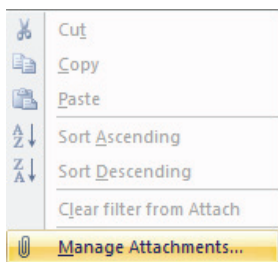 Cut
Copy
Paste
Sort Ascending
Sort Descending
Clear filter from Attach
Manage Attachments...